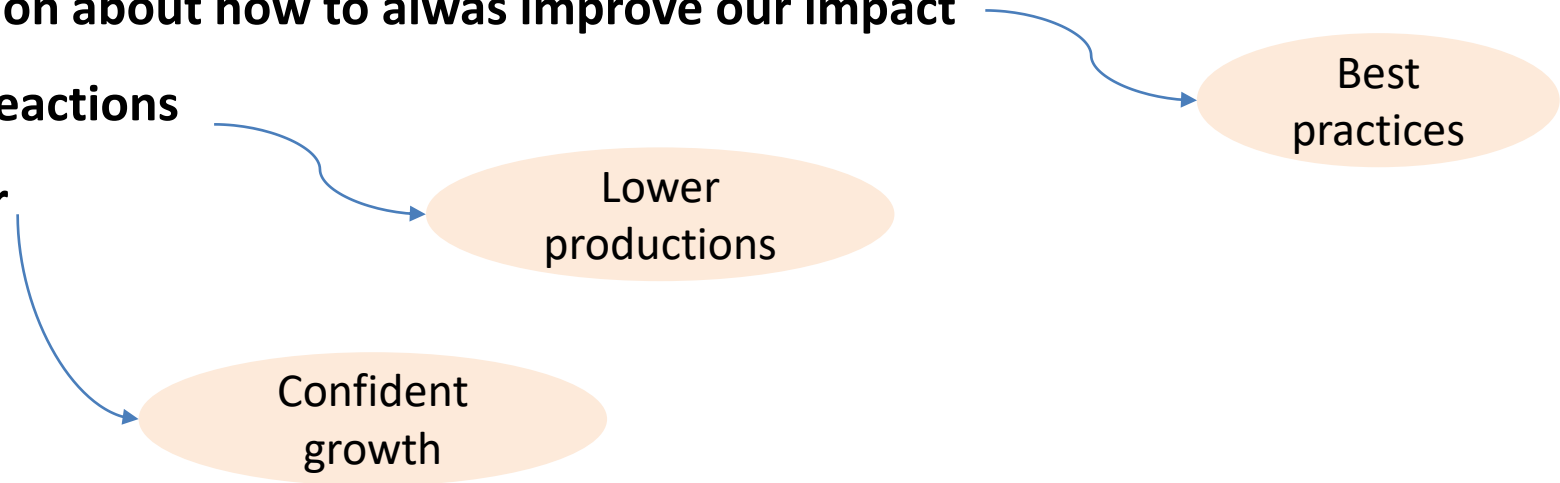 on about how to alwas improve our impact
Best
practices
eactions
Lower
productions
r
Confident
growth